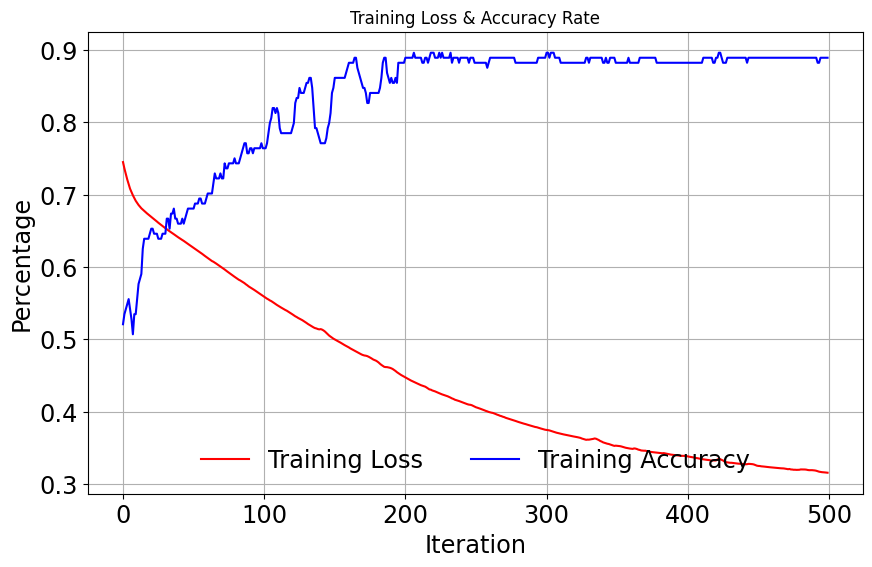 Training Loss & Accuracy Rate
Percentage
0.9
0.8
0.7
0.6
0.5
0.4
0.3
Training Loss
Training Accuracy
0 100 200 300 400 500
Iteration